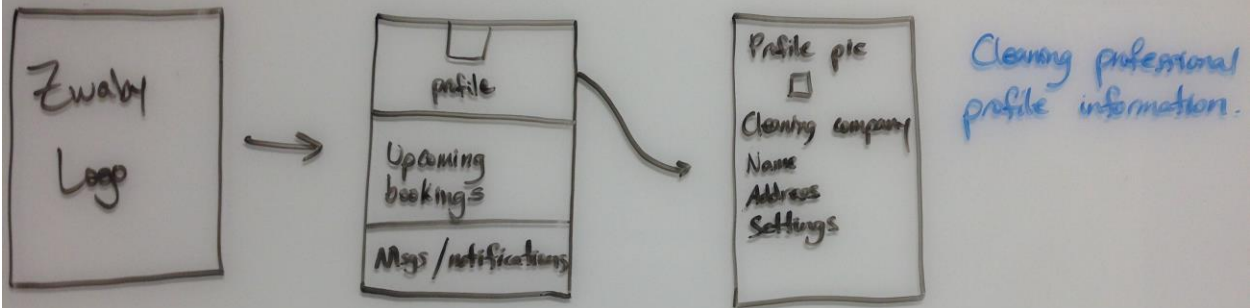 Zwaby
Logo
profile
Upcoming
bookings
Msgs/notifications
Profile pic
Cleaning company
Name
Address
Settings
Cleaning professional
profile information.